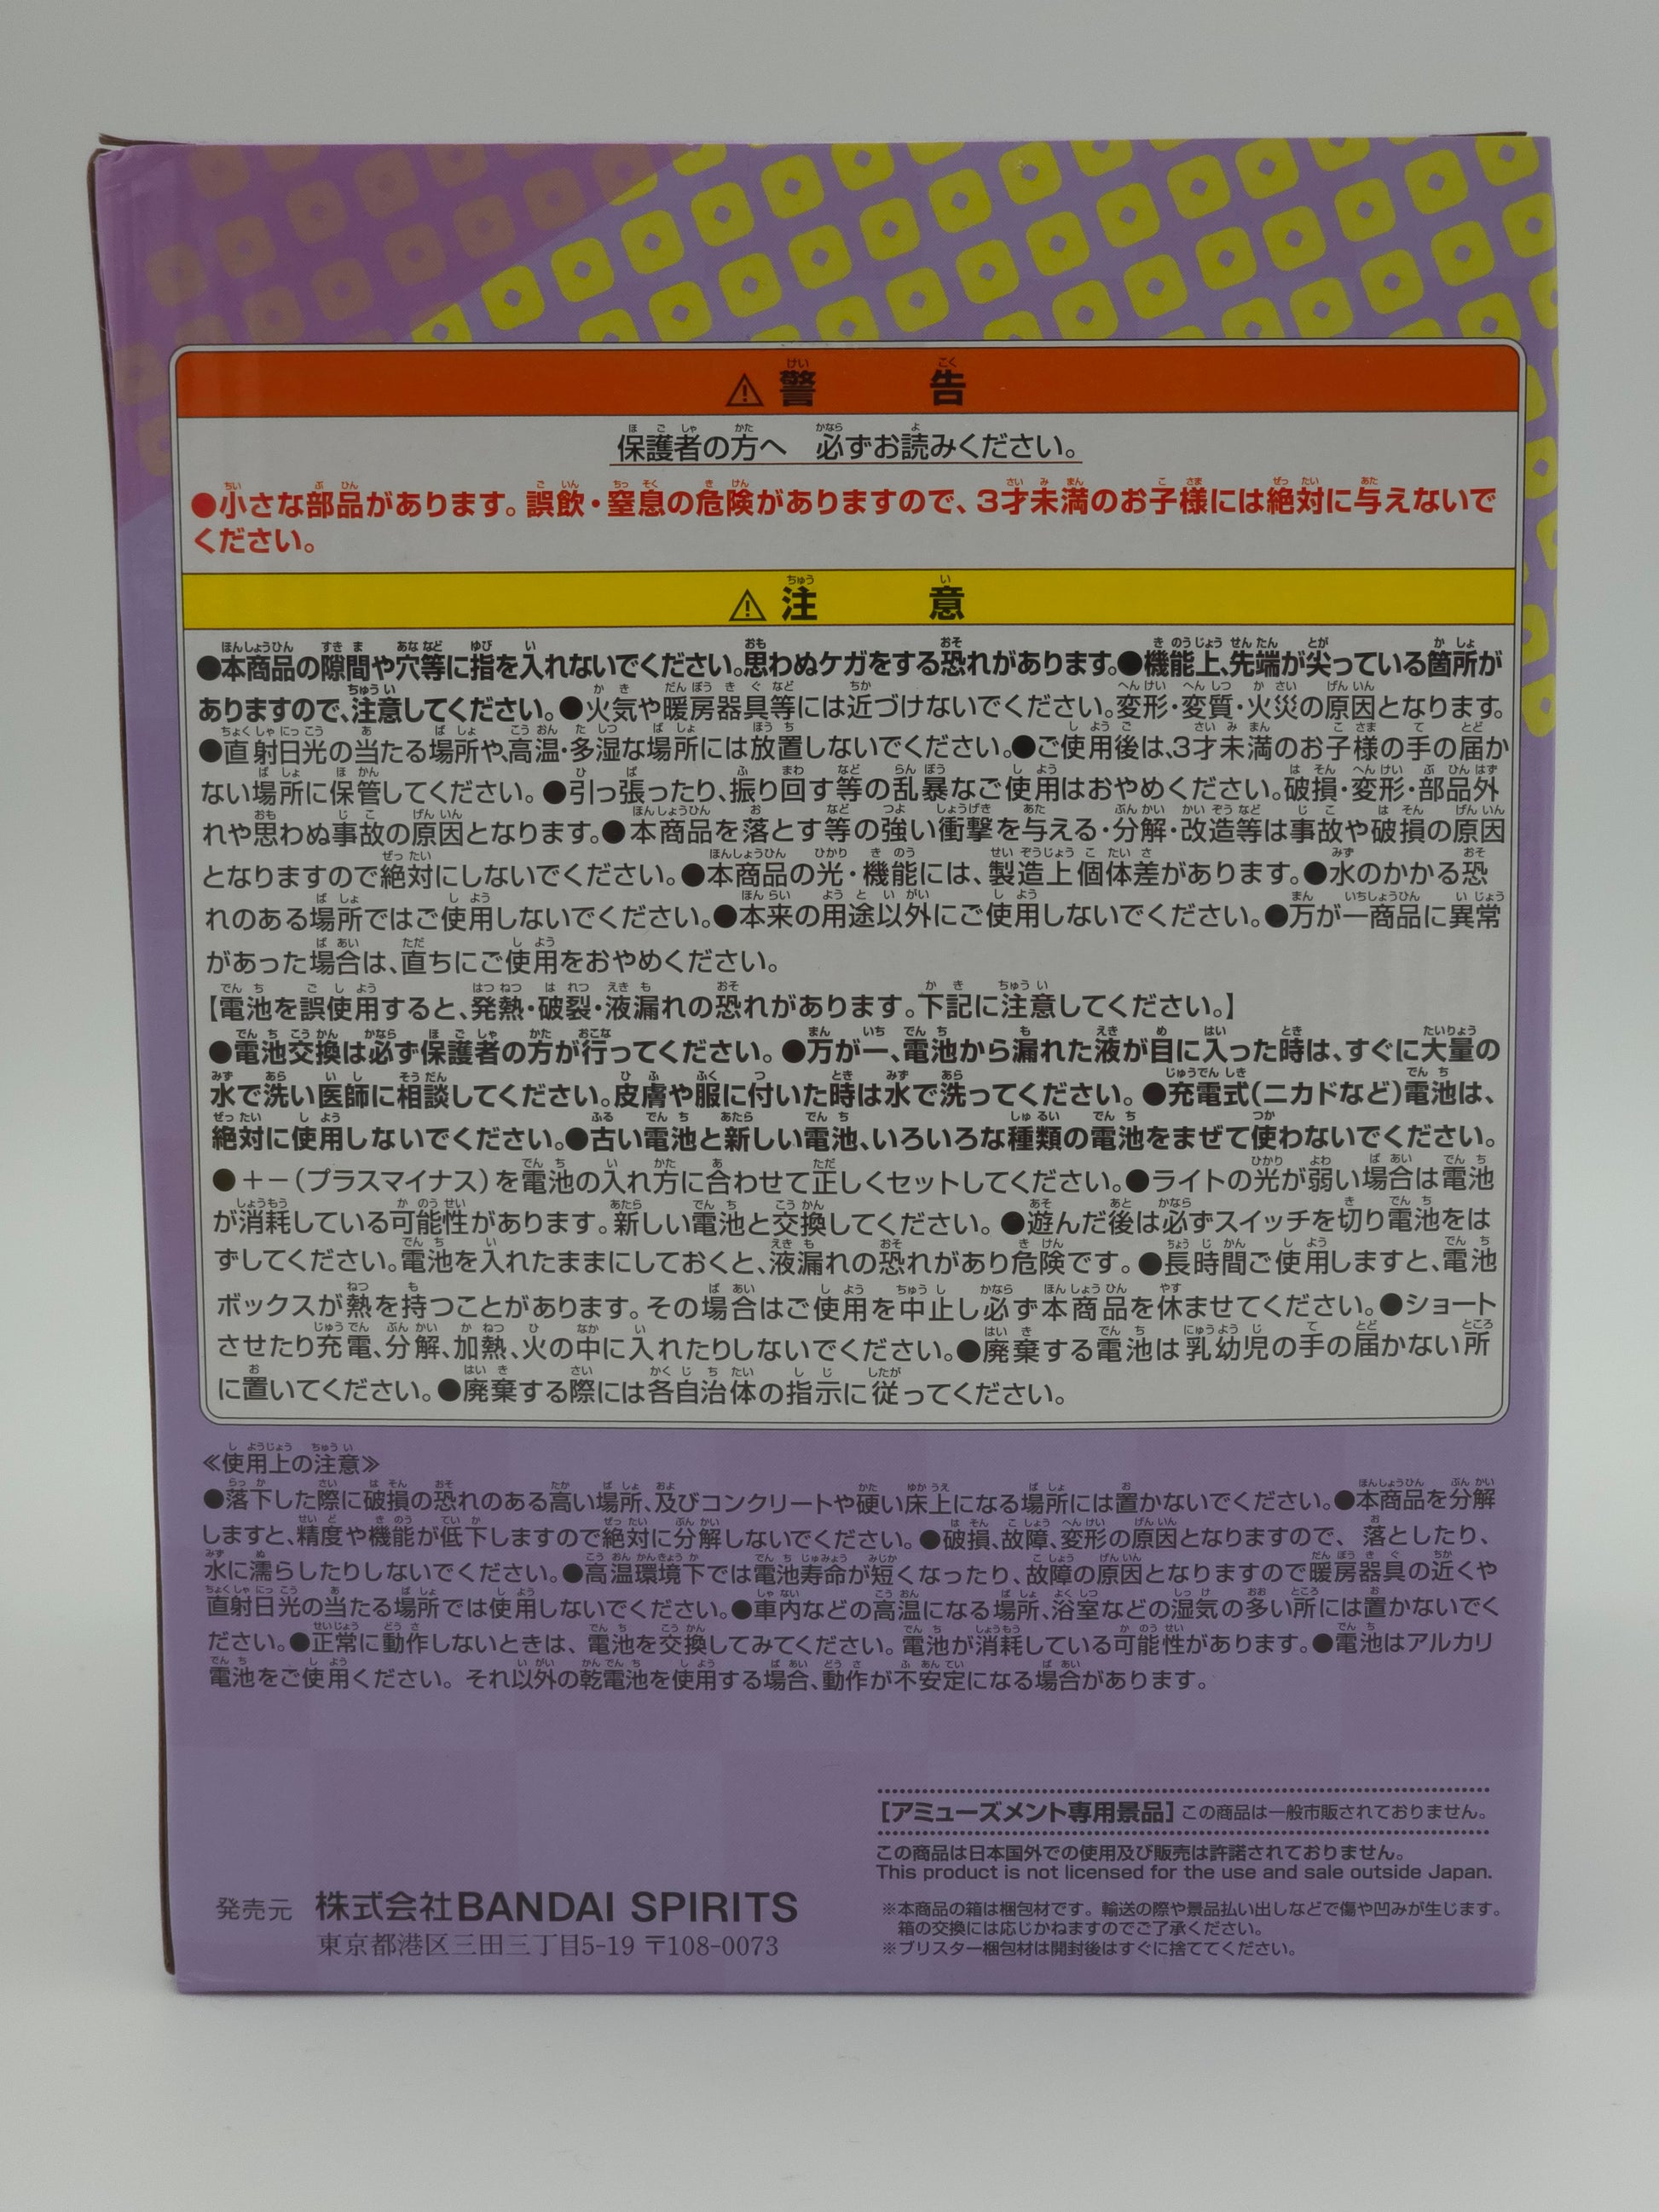 ⚠警告
保護者の方へ 必ずお読みください。
●小さな部品があります。誤飲・窒息の危険がありますので、3才未満のお子様には絶対に与えないで
ください。
⚠注意
●本商品の隙間や穴等に指を入れないでください。思わぬケガをする恐れがあります。●機能上、先端が尖っている箇所が
ありますので、注意してください。●火気や暖房器具等には近づけないでください。変形・変質・火災の原因となります。
●直射日光の当たる場所や、高温・多湿な場所には放置しないでください。●ご使用後は、3才未満のお子様の手の届か
ない場所に保管してください。●引っ張ったり、振り回す等の乱暴なご使用はおやめください。破損・変形・部品外
れや思わぬ事故の原因となります。●本商品を落とす等の強い衝撃を与える・分解・改造等は事故や破損の原因
となりますので絶対にしないでください。●本商品の光・機能には、製造上個体差があります。●水のかかる恐
れのある場所ではご使用しないでください。●本来の用途以外にご使用しないでください。●万が一商品に異常
があった場合は、直ちにご使用をおやめください。
【電池を誤使用すると、発熱・破裂・液漏れの恐れがあります。下記に注意してください。】
●電池交換は必ず保護者の方が行ってください。●万が一、電池から漏れた液が目に入った時は、すぐに大量の
水で洗い医師に相談してください。皮膚や服に付いた時は水で洗ってください。●充電式(ニカドなど)電池は、
絶対に使用しないでください。●古い電池と新しい電池、いろいろな種類の電池をまぜて使わないでください。
●＋－(プラスマイナス)を電池の入れ方に合わせて正しくセットしてください。●ライトの光が弱い場合は電池
が消耗している可能性があります。新しい電池と交換してください。●遊んだ後は必ずスイッチを切り電池をは
ずしてください。電池を入れたままにしておくと、液漏れの恐れがあり危険です。●長時間ご使用しますと、電池
ボックスが熱を持つことがあります。その場合はご使用を中止し必ず本商品を休ませてください。●ショート
させたり充電、分解、加熱、火の中に入れたりしないでください。●廃棄する電池は乳幼児の手の届かない所
に置いてください。●廃棄する際には各自治体の指示に従ってください。
≪使用上の注意≫
●落下した際に破損の恐れのある高い場所、及びコンクリートや硬い床上になる場所には置かないでください。●本商品を分解
しますと、精度や機能が低下しますので絶対に分解しないでください。●破損、故障、変形の原因となりますので、落としたり、
水に濡らしたりしないでください。●高温環境下では電池寿命が短くなったり、故障の原因となりますので暖房器具の近くや
直射日光の当たる場所では使用しないでください。●車内などの高温になる場所、浴室などの湿気の多い所には置かないでく
ださい。●正常に動作しないときは、電池を交換してみてください。電池が消耗している可能性があります。●電池はアルカリ
電池をご使用ください。それ以外の乾電池を使用する場合、動作が不安定になる場合があります。
[アミューズメント専用景品]この商品は一般市販されておりません。
この商品は日本国外での使用及び販売は許諾されておりません。
This product is not licensed for the use and sale outside Japan.
※本商品の箱は梱包材です。輸送の際や景品払い出しなどで傷や凹みが生じます。
箱の交換には応じかねますのでご了承ください。
※ブリスター梱包材は開封後はすぐに捨ててください。
発売元 株式会社BANDAI SPIRITS
東京都港区三田三丁目5-19 〒108-0073